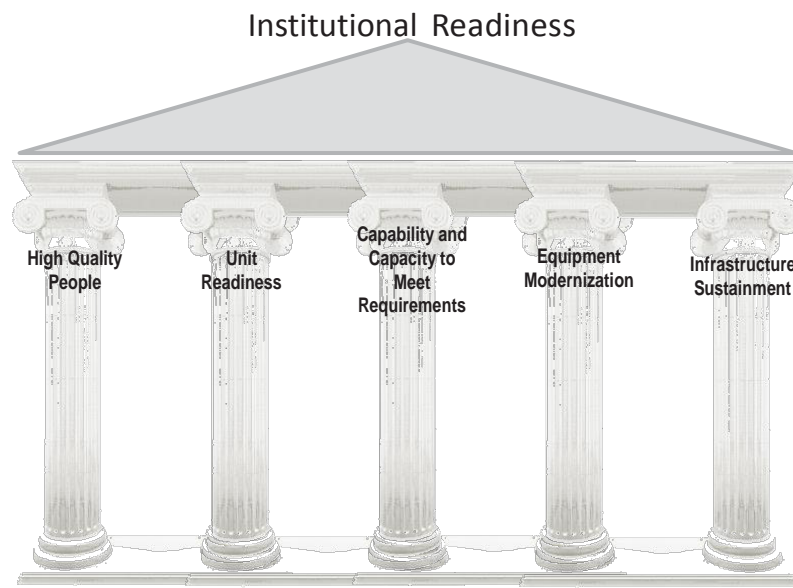 Institutional Readiness
High Quality
People
Unit
Readiness
Capability and
Capacity to
Meet
Requirements
Equipment
Modernization
Infrastructure
Sustainment